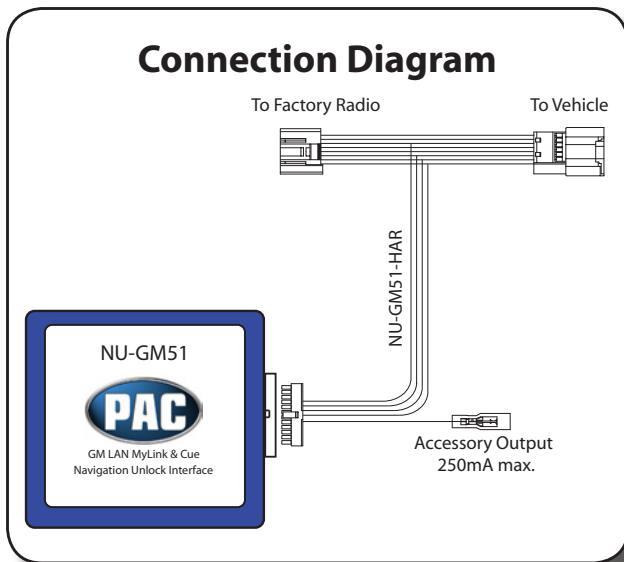 Connection Diagram
To Factory Radio
To Vehicle
NU-GM51-HAR
NU-GM51
PAC
GM LAN MyLink & Cue
Navigation Unlock Interface
Accessory Output
250mA max.